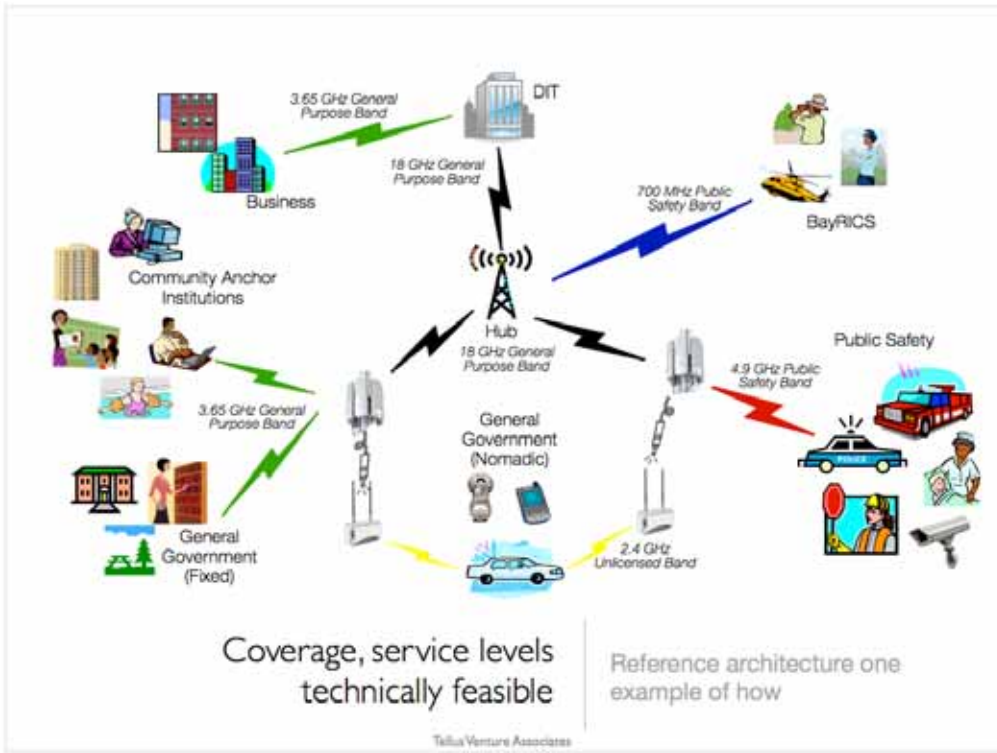 3.65 GHz General
Purpose Band
DIT
18 GHz General
Purpose Band
Business
700 MHz Public
Safety Band
BayRICS
Community Anchor
Institutions
Hub
18 GHz General
Purpose Band
Public Safety
4.9 GHz Public
Safety Band
3.65 GHz General
Purpose Band
General
Government
(Nomadic)
POLICE
General
Government
(Fixed)
2.4 GHz
Unlicensed Band
Coverage, service levels
technically feasible
Reference architecture one
example of how
Tellus Venture Associates